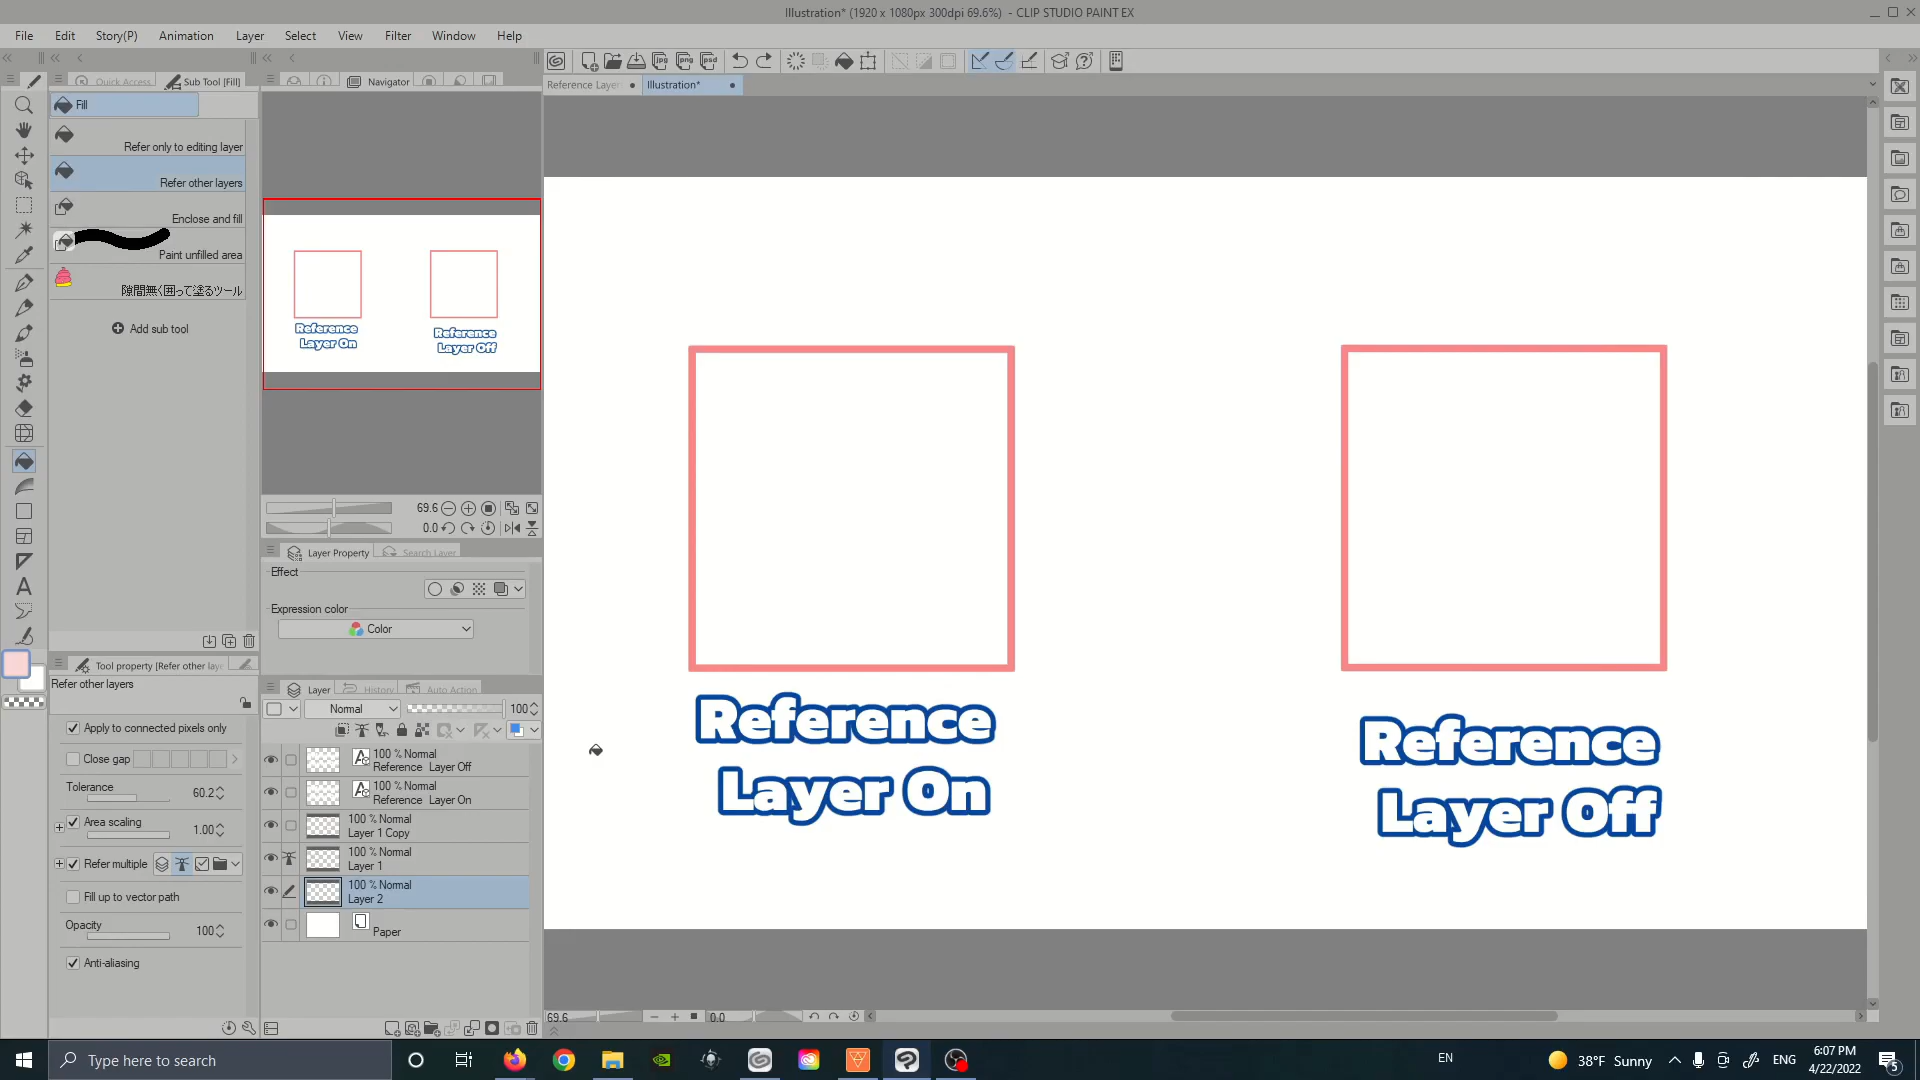 Illustration* (1920 x 1080px 300dpi 69.6%) - CLIP STUDIO PAINT EX
File Edit Story(P) Animation Layer Select View Filter Window Help
Quick Access Sub Tool [Fill] Navigator
Reference Layer Illustration*
Fill
Refer only to editing layer
Refer other layers
Enclose and fill
Paint unfilled area
隙間無く囲って塗るツール
Add sub tool
Reference
Layer On
Reference
Layer Off
69.6
0.0
Layer Property Search Layer
Effect
Expression color
Color
Tool property [Refer other laye
Refer other layers
Apply to connected pixels only
Close gap
Tolerance
60.2
Area scaling
1.00
Refer multiple
Fill up to vector path
Opacity
100
Anti-aliasing
Layer History Auto Action
Normal 100
100 % Normal
Reference Layer Off
100 % Normal
Reference Layer On
100 % Normal
Layer 1 Copy
100 % Normal
Layer 1
100 % Normal
Layer 2
Paper
Reference
Layer On
Reference
Layer Off
69.6 0.0
Type here to search
EN
38°F Sunny
ENG
6:07 PM
4/22/2022
5